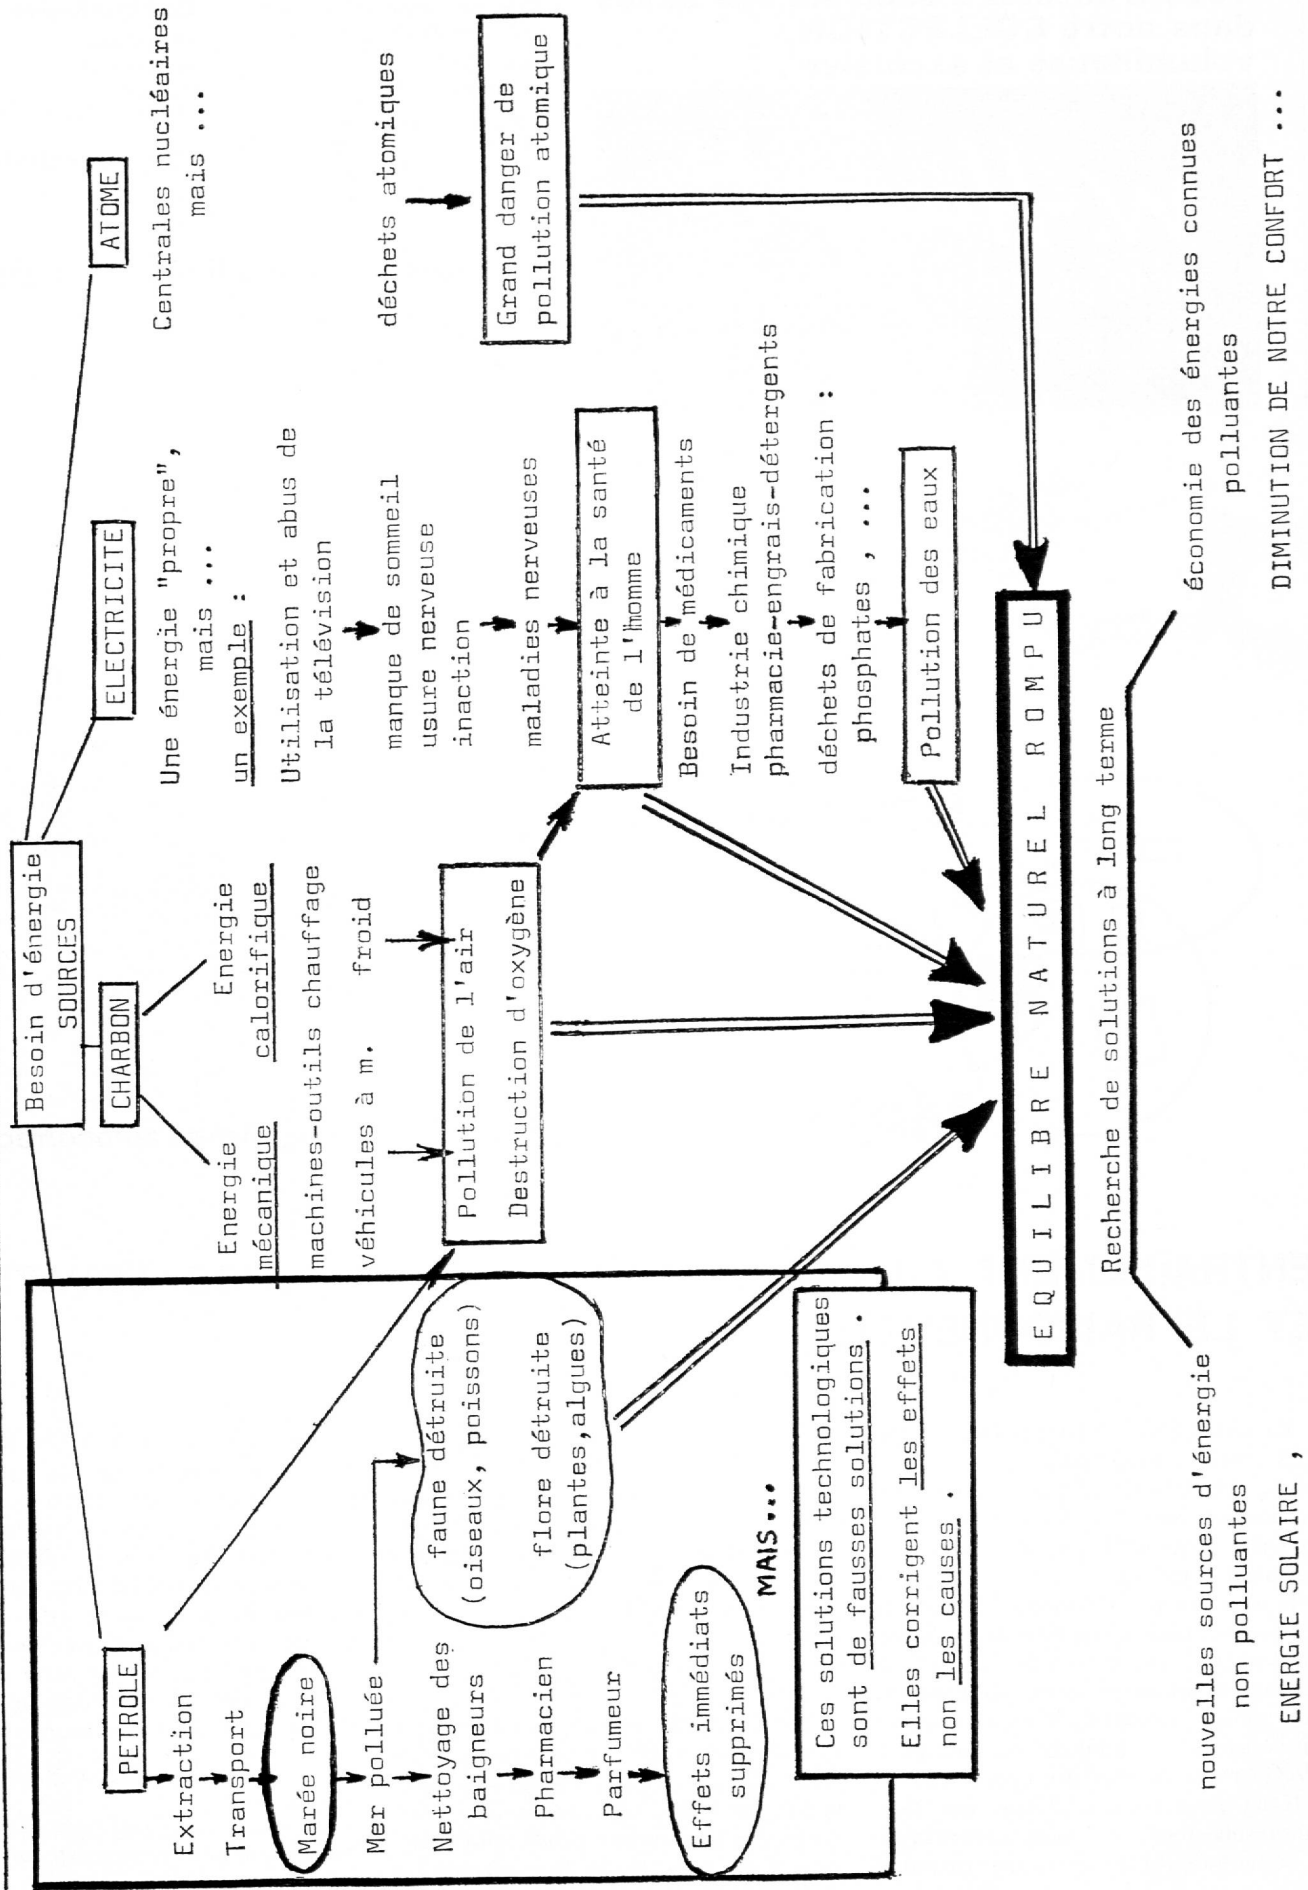 Besoin d'énergie
SOURCES
PETROLE
Extraction
Transport
Marée noire
Mer polluée
Nettoyage des
baigneurs
Pharmacien
Parfumeur
Effets immédiats
supprimés
faune détruite
(oiseaux, poissons)
flore détruite
(plantes,algues)
MAIS...
Ces solutions technologiques
sont de fausses solutions .
Elles corrigent les effets
non les causes .
CHARBON
Energie
mécanique
Energie
calorifique
machines-outils chauffage
véhicules à m. froid
Pollution de l'air
Destruction d'oxygène
ELECTRICITE
Une énergie "propre",
mais ...
un exemple :
Utilisation et abus de
la télévision
manque de sommeil
usure nerveuse
inaction
maladies nerveuses
Atteinte à la santé
de l'homme
Besoin de médicaments
Industrie chimique
pharmacie-engrais-détergents
déchets de fabrication :
phosphates , ...
Pollution des eaux
ATOME
Centrales nucléaires
mais ...
déchets atomiques
Grand danger de
pollution atomique
EQUILIBRE NATUREL ROMPU
Recherche de solutions à long terme
nouvelles sources d'énergie
non polluantes
ENERGIE SOLAIRE ,
économie des énergies connues
polluantes
DIMINUTION DE NOTRE CONFORT ...